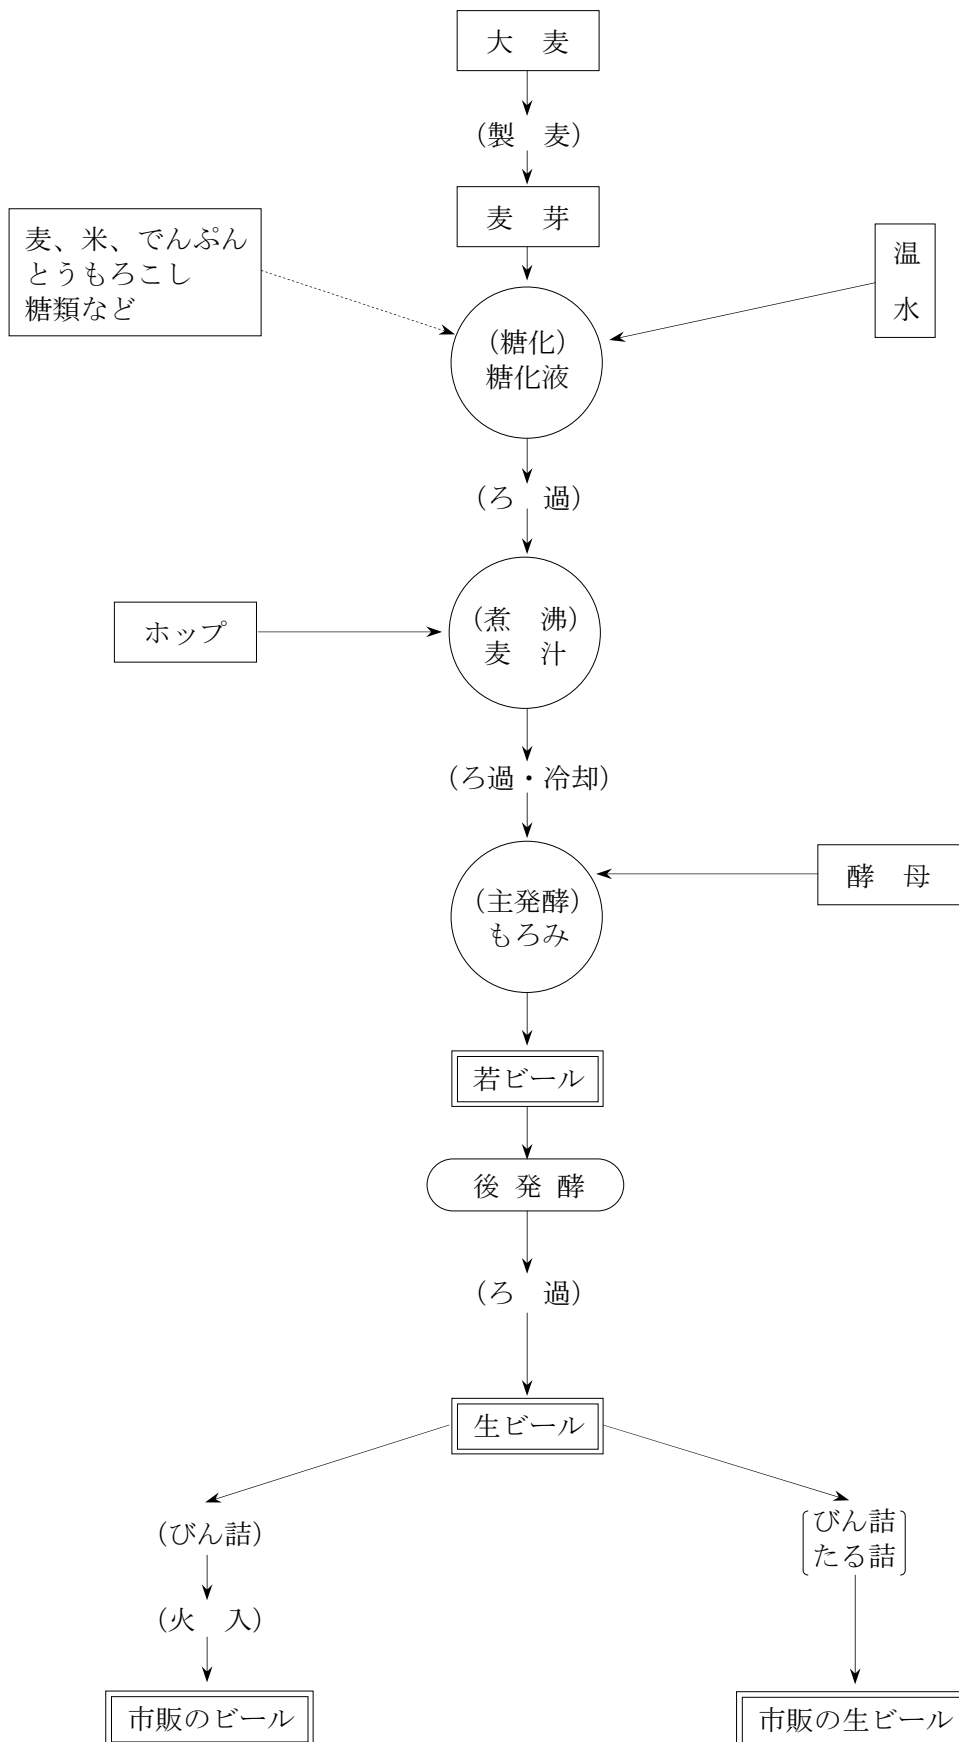 大　麦
（製　麦）
麦　芽
麦、米、でんぷん
とうもろこし
糖類など
温
水
（糖化）
糖化液
（ろ　過）
ホップ
（煮　沸）
麦　汁
（ろ過・冷却）
酵　母
（主発酵）
もろみ
若ビール
後 発 酵
（ろ　過）
生ビール
（びん詰）
びん詰
たる詰
（火　入）
市販のビール
市販の生ビール